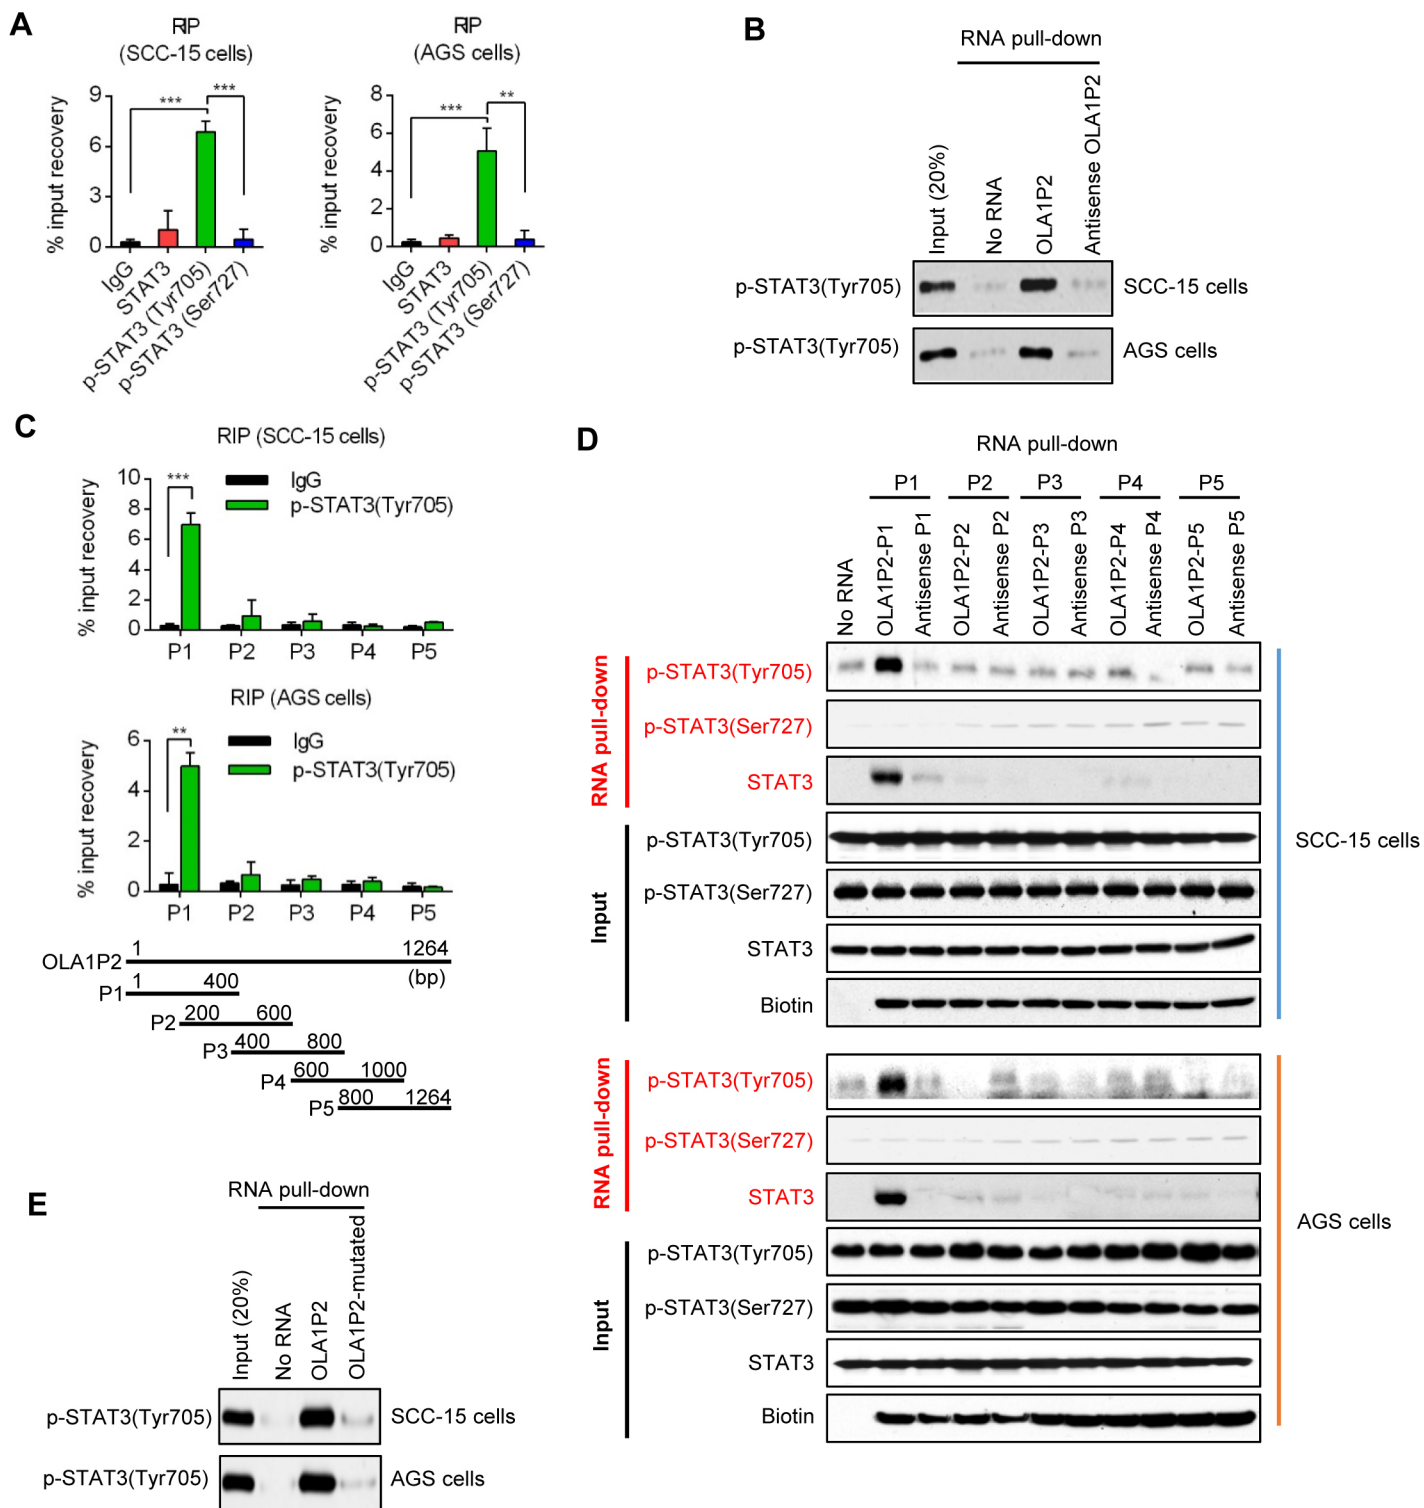 A
RIP
(SCC-15 cells)
% input recovery
9
6
3
0
***
***
IgG
STAT3
p-STAT3 (Tyr705)
p-STAT3 (Ser727)
RIP
(AGS cells)
% input recovery
8
6
4
2
0
***
**
IgG
STAT3
p-STAT3 (Tyr705)
p-STAT3 (Ser727)
B
RNA pull-down
Input (20%)
No RNA
OLA1P2
Antisense OLA1P2
p-STAT3(Tyr705)
SCC-15 cells
p-STAT3(Tyr705)
AGS cells
C
RIP (SCC-15 cells)
% input recovery
10
8
6
4
2
0
***
IgG
p-STAT3(Tyr705)
P1 P2 P3 P4 P5
RIP (AGS cells)
% input recovery
6
4
2
0
**
IgG
p-STAT3(Tyr705)
P1 P2 P3 P4 P5
OLA1P2 1 1264
(bp)
P1 1 400
P2 200 600
P3 400 800
P4 600 1000
P5 800 1264
D
RNA pull-down
P1 P2 P3 P4 P5
No RNA
OLA1P2-P1
Antisense P1
OLA1P2-P2
Antisense P2
OLA1P2-P3
Antisense P3
OLA1P2-P4
Antisense P4
OLA1P2-P5
Antisense P5
RNA pull-down
p-STAT3(Tyr705)
p-STAT3(Ser727)
STAT3
Input
p-STAT3(Tyr705)
p-STAT3(Ser727)
STAT3
Biotin
SCC-15 cells
RNA pull-down
p-STAT3(Tyr705)
p-STAT3(Ser727)
STAT3
Input
p-STAT3(Tyr705)
p-STAT3(Ser727)
STAT3
Biotin
AGS cells
E
RNA pull-down
Input (20%)
No RNA
OLA1P2
OLA1P2-mutated
p-STAT3(Tyr705)
SCC-15 cells
p-STAT3(Tyr705)
AGS cells